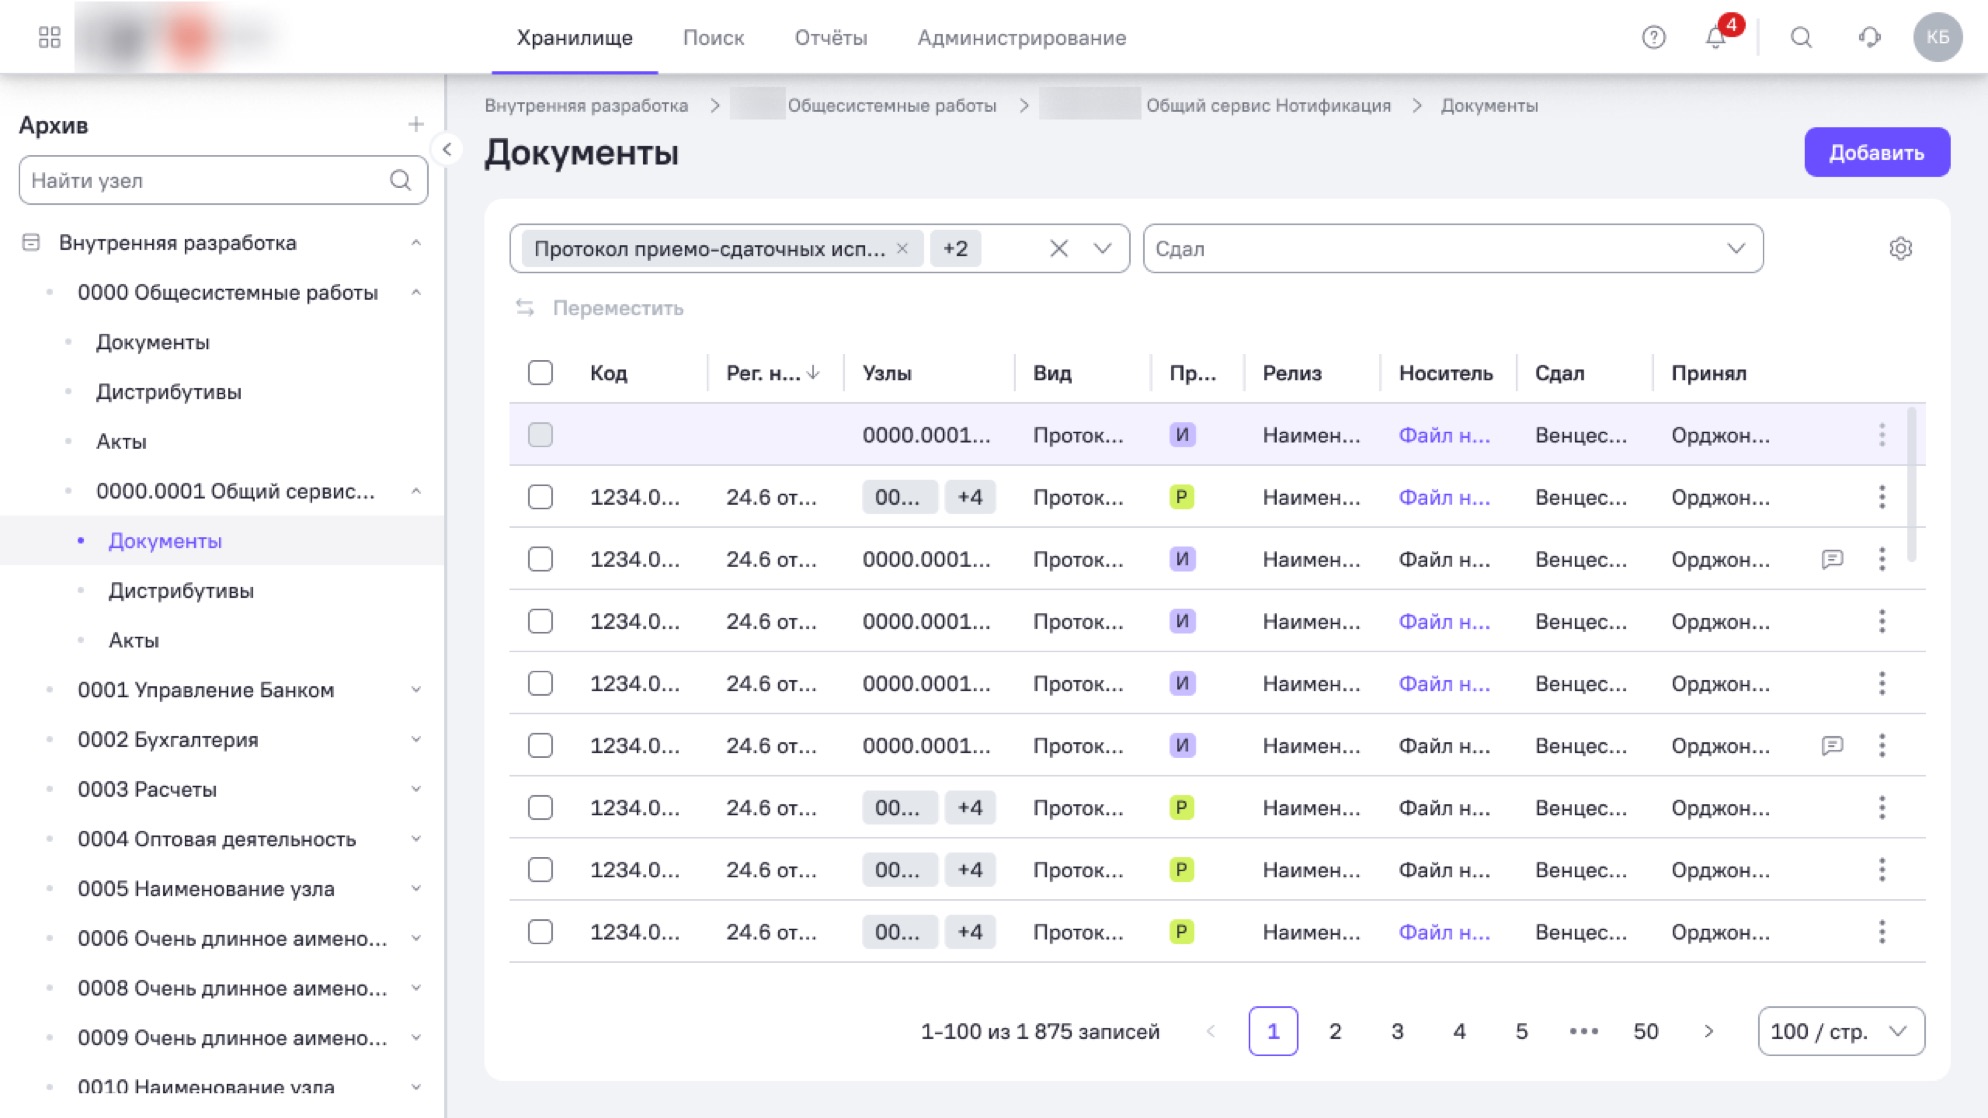 Хранилище Поиск Отчёты Администрирование 4 КБ
Архив
Найти узел
Внутренняя разработка
0000 Общесистемные работы
Документы
Дистрибутивы
Акты
0000.0001 Общий сервис...
Документы
Дистрибутивы
Акты
0001 Управление Банком
0002 Бухгалтерия
0003 Расчеты
0004 Оптовая деятельность
0005 Наименование узла
0006 Очень длинное аимено...
0008 Очень длинное аимено...
0009 Очень длинное аимено...
0010 Наименование узла
Внутренняя разработка > Общесистемные работы > Общий сервис Нотификация > Документы
Документы
Добавить
Протокол приемо-сдаточных исп... +2 Сдал
Переместить
Код Рег. н... Узлы Вид Пр... Релиз Носитель Сдал Принял
0000.0001... Проток... И Наимен... Файл н... Венцес... Орджон...
1234.0... 24.6 от... 00... +4 Проток... Р Наимен... Файл н... Венцес... Орджон...
1234.0... 24.6 от... 0000.0001... Проток... И Наимен... Файл н... Венцес... Орджон...
1234.0... 24.6 от... 0000.0001... Проток... И Наимен... Файл н... Венцес... Орджон...
1234.0... 24.6 от... 0000.0001... Проток... И Наимен... Файл н... Венцес... Орджон...
1234.0... 24.6 от... 0000.0001... Проток... И Наимен... Файл н... Венцес... Орджон...
1234.0... 24.6 от... 00... +4 Проток... Р Наимен... Файл н... Венцес... Орджон...
1234.0... 24.6 от... 00... +4 Проток... Р Наимен... Файл н... Венцес... Орджон...
1234.0... 24.6 от... 00... +4 Проток... Р Наимен... Файл н... Венцес... Орджон...
1-100 из 1 875 записей < 1 2 3 4 5 ••• 50 > 100 / стр.